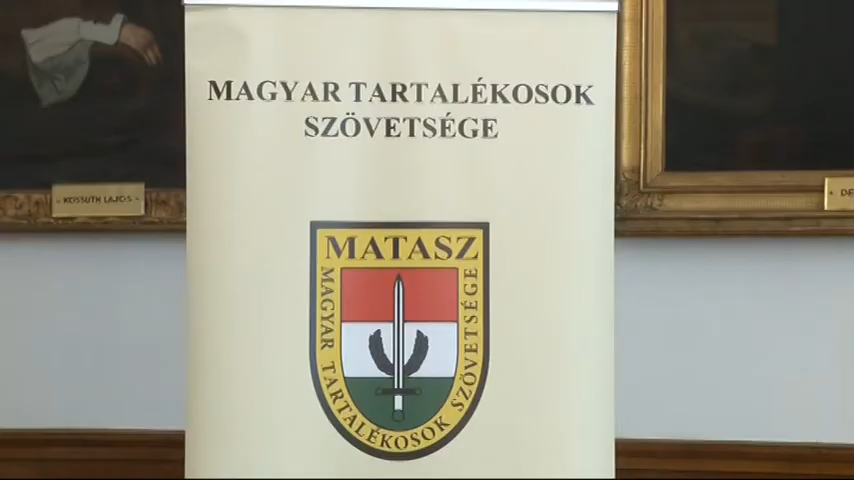 MAGYAR TARTALÉKOSOK
SZÖVETSÉGE
KOSSUTH LAJOS
MATASZ
MAGYAR TARTALÉKOSOK SZÖVETSÉGE